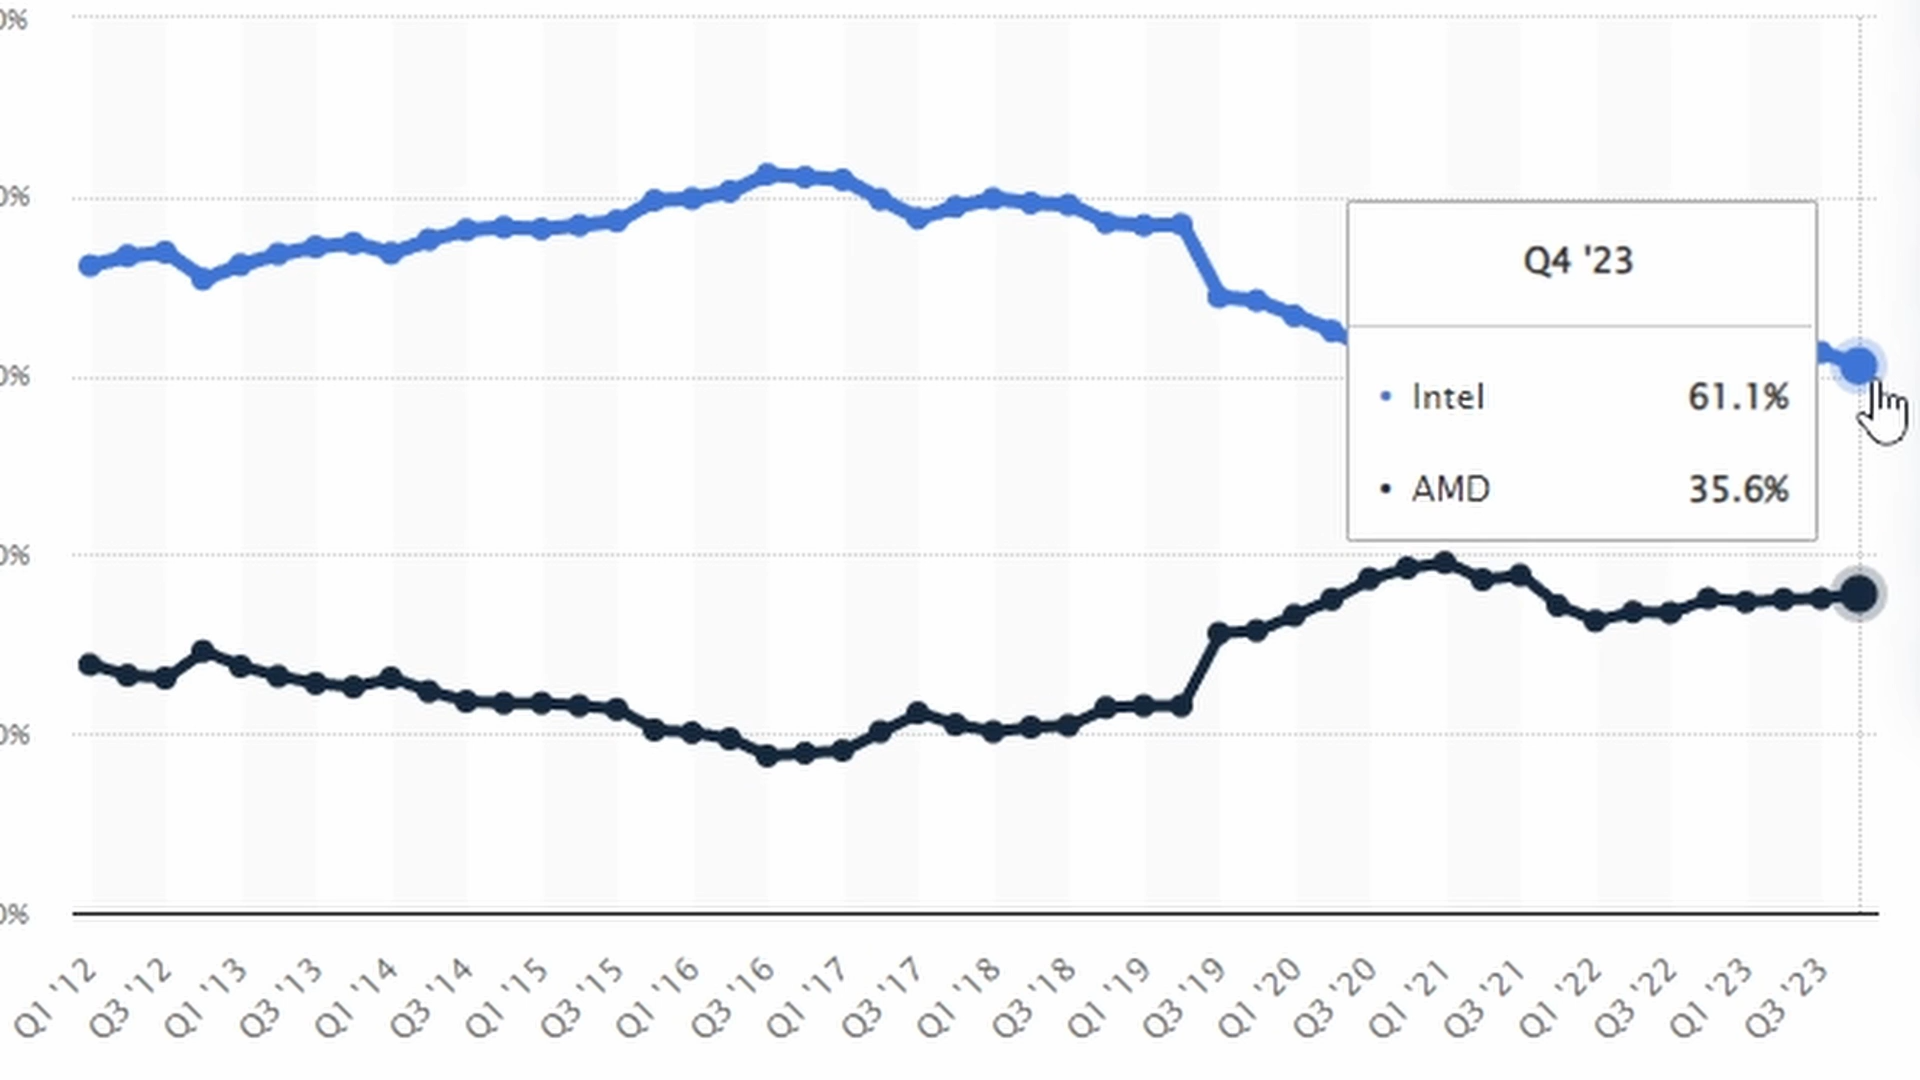 0%
0%
0%
0%
0%
0%
Q4 '23
Intel 61.1%
AMD 35.6%
Q1 '12
Q3 '12
Q1 '13
Q3 '13
Q1 '14
Q3 '14
Q1 '15
Q3 '15
Q1 '16
Q3 '16
Q1 '17
Q3 '17
Q1 '18
Q3 '18
Q1 '19
Q3 '19
Q1 '20
Q3 '20
Q1 '21
Q3 '21
Q1 '22
Q3 '22
Q1 '23
Q3 '23